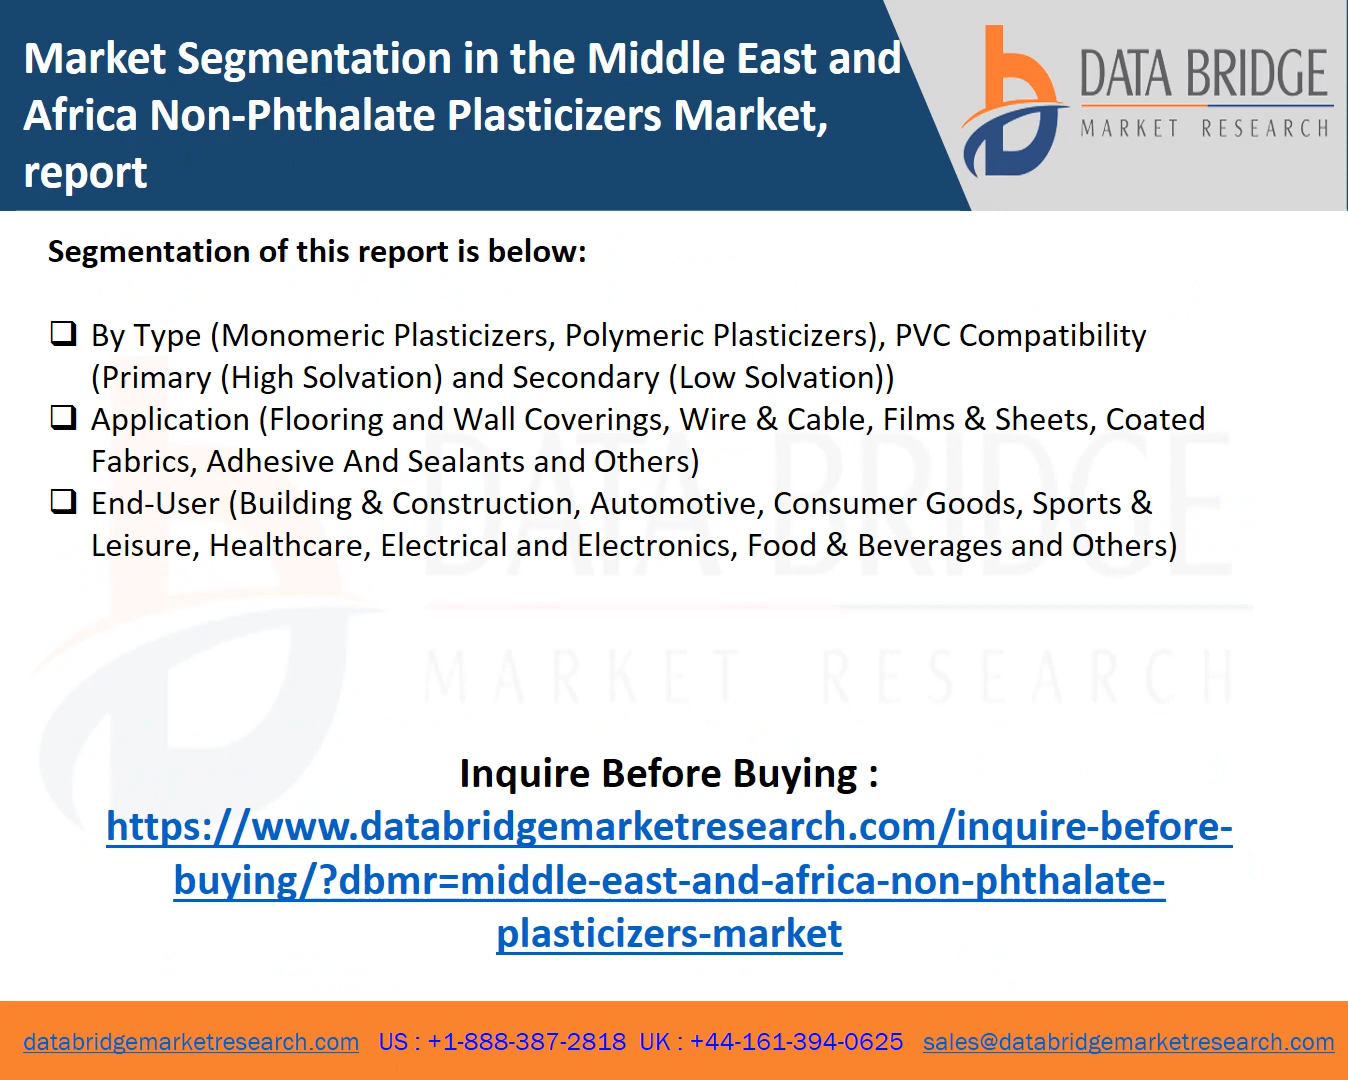 Market Segmentation in the Middle East and
Africa Non-Phthalate Plasticizers Market,
report
DATA BRIDGE
MARKET RESEARCH
Segmentation of this report is below:
❑ By Type (Monomeric Plasticizers, Polymeric Plasticizers), PVC Compatibility
(Primary (High Solvation) and Secondary (Low Solvation))
❑ Application (Flooring and Wall Coverings, Wire & Cable, Films & Sheets, Coated
Fabrics, Adhesive And Sealants and Others)
❑ End-User (Building & Construction, Automotive, Consumer Goods, Sports &
Leisure, Healthcare, Electrical and Electronics, Food & Beverages and Others)
DATA BRIDGE
MARKET RESEARCH
Inquire Before Buying :
https://www.databridgemarketresearch.com/inquire-before-
buying/?dbmr=middle-east-and-africa-non-phthalate-
plasticizers-market
databridgemarketresearch.com US : +1-888-387-2818 UK : +44-161-394-0625 sales@databridgemarketresearch.com